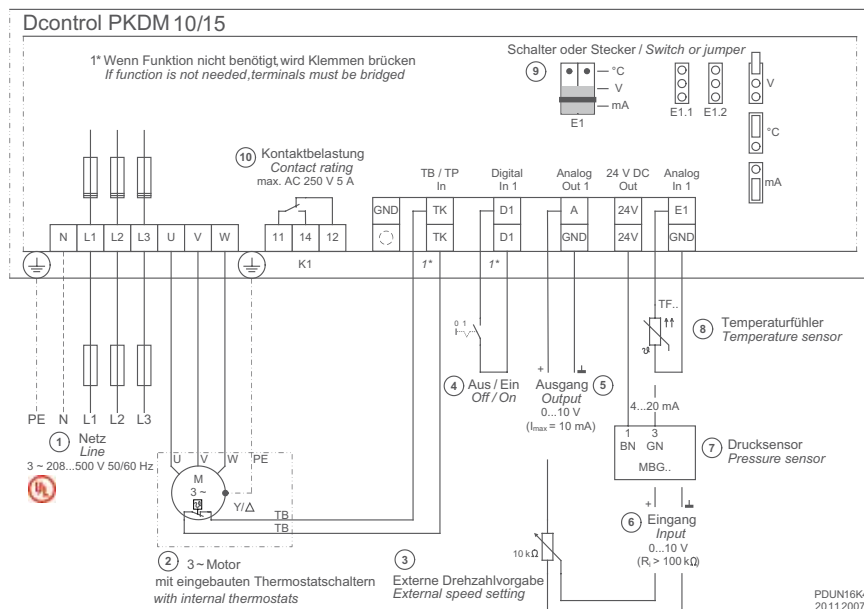 Dcontrol PKDM 10/15
1* Wenn Funktion nicht benötigt, wird Klemmen brücken
If function is not needed, terminals must be bridged
Schalter oder Stecker / Switch or jumper
9
°C
V
mA
E1
E1.1
E1.2
V
°C
mA
10 Kontaktbelastung
Contact rating
max. AC 250 V 5 A
TB / TP
In
Digital
In 1
Analog
Out 1
24 V DC
Out
Analog
In 1
GND TK D1 A 24V E1
N L1 L2 L3 U V W
11 14 12
TK D1 GND 24V GND
K1
1*
1*
TF..
8 Temperaturfühler
Temperature sensor
ϑ
0 1
4 Aus / Ein
Off / On
+
Ausgang 5
Output
0...10 V
(Imax = 10 mA)
4...20 mA
PE N L1 L2 L3
1 Netz
Line
3 ~ 208...500 V 50/60 Hz
UL
1 3
BN GN
MBG..
7 Drucksensor
Pressure sensor
U V W PE
M
3 ~
Y/△
TB
TB
+
6 Eingang
Input
0...10 V
(Ri > 100 kΩ)
10 kΩ
2 3 ~ Motor
mit eingebauten Thermostatschaltern
with internal thermostats
3
Externe Drehzahlvorgabe
External speed setting
20112007